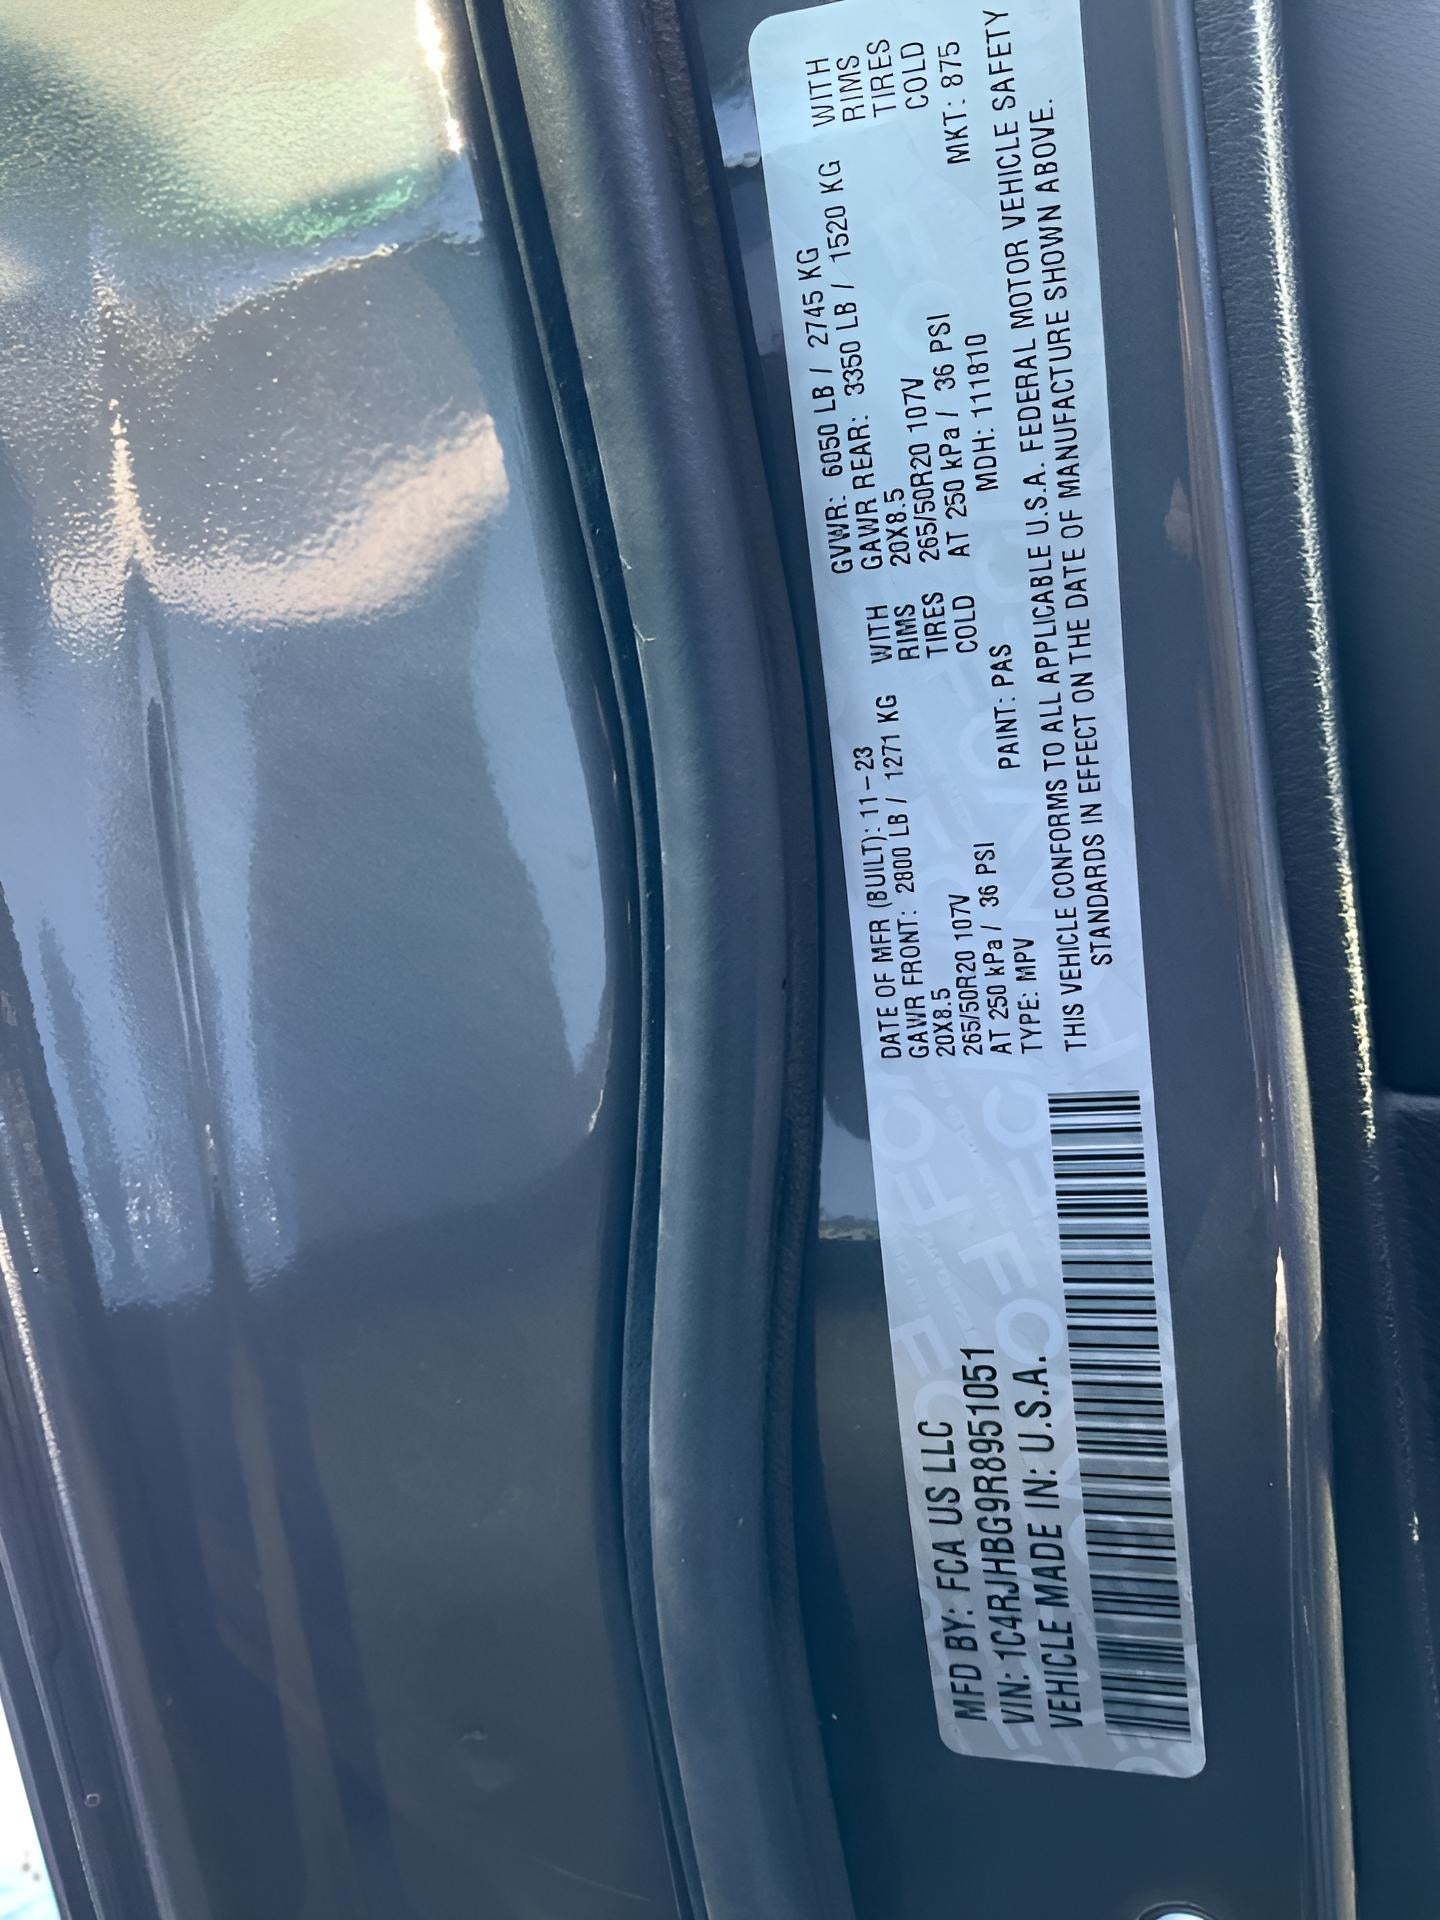 MFD BY: FCA US LLC
VIN: 1C4RJHBG9R8951051
VEHICLE MADE IN: U.S.A.
DATE OF MFR (BUILT): 11-23 GVWR: 6050 LB / 2745 KG
GAWR FRONT: 2800 LB / 1271 KG WITH GAWR REAR: 3350 LB / 1520 KG WITH
20X8.5 RIMS 20X8.5 RIMS
265/50R20 107V TIRES 265/50R20 107V TIRES
AT 250 kPa / 36 PSI COLD AT 250 kPa / 36 PSI COLD
TYPE: MPV PAINT: PAS MDH: 111810 MKT: 875
THIS VEHICLE CONFORMS TO ALL APPLICABLE U.S.A. FEDERAL MOTOR VEHICLE SAFETY
STANDARDS IN EFFECT ON THE DATE OF MANUFACTURE SHOWN ABOVE.